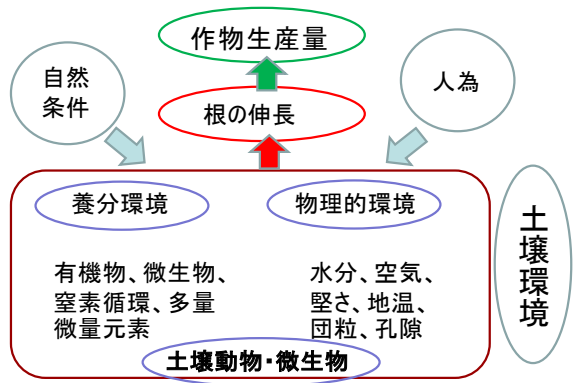 作物生産量
自然
条件
人為
根の伸長
養分環境
物理的環境
有機物、微生物、
窒素循環、多量
微量元素
水分、空気、
堅さ、地温、
団粒、孔隙
土壌動物・微生物
土壌環境